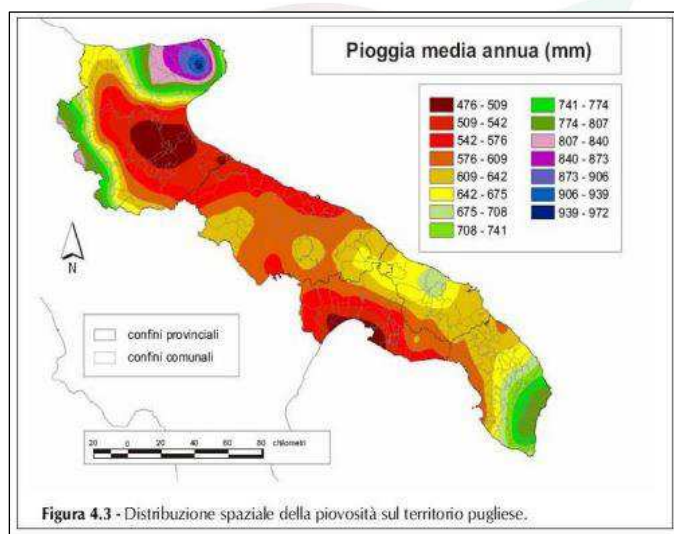 Pioggia media annua (mm)
476 - 509
509 - 542
542 - 576
576 - 609
609 - 642
642 - 675
675 - 708
708 - 741
741 - 774
774 - 807
807 - 840
840 - 873
873 - 906
906 - 939
939 - 972
N
confini provinciali
confini comunali
20 0 20 40 60 80 chilometri
Figura 4.3 - Distribuzione spaziale della piovosità sul territorio pugliese.